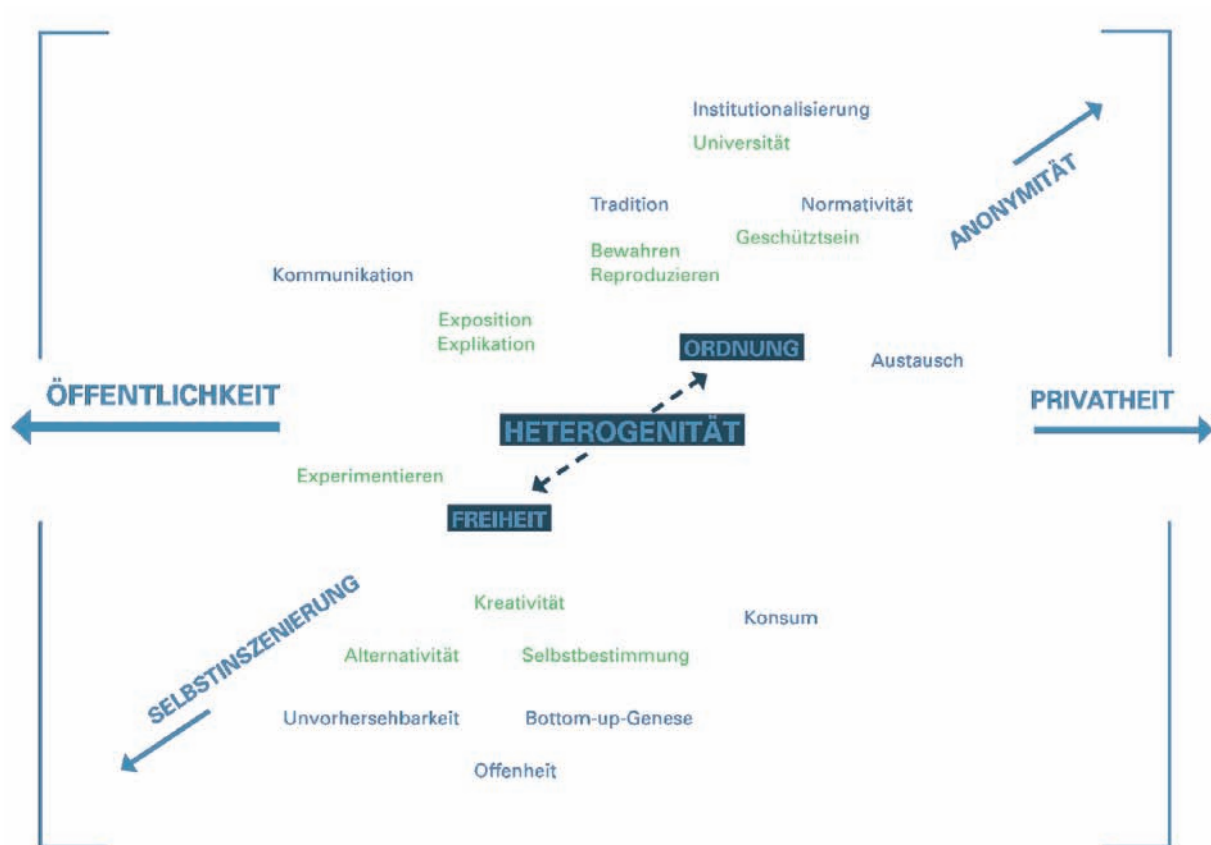 Institutionalisierung
Universität
ANONYMITÄT
Tradition
Normativität
Geschütztsein
Bewahren
Reproduzieren
Kommunikation
Exposition
Explikation
ORDNUNG
Austausch
ÖFFENTLICHKEIT
PRIVATHEIT
HETEROGENITÄT
Experimentieren
FREIHEIT
SELBSTINSZENIERUNG
Kreativität
Konsum
Alternativität
Selbstbestimmung
Unvorhersehbarkeit
Bottom-up-Genese
Offenheit